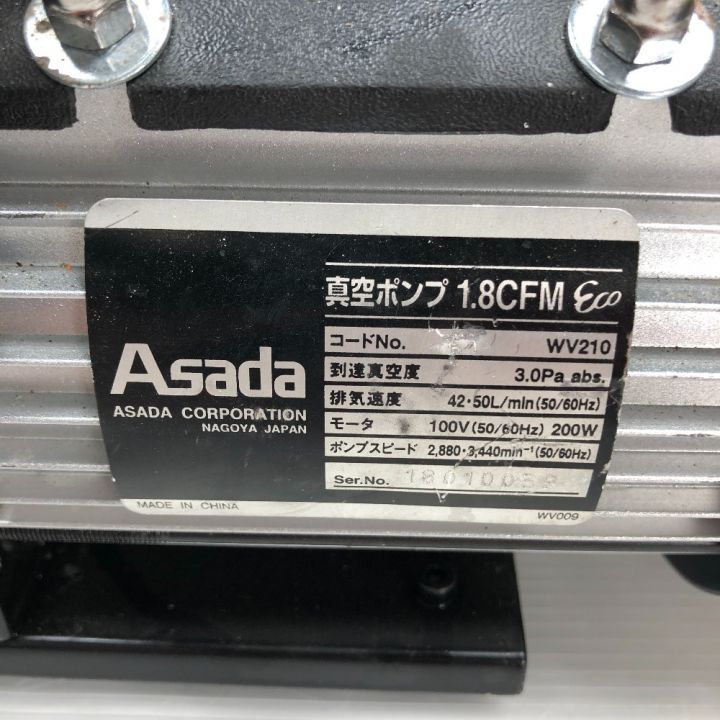 Asada
ASADA CORPORATION
NAGOYA JAPAN
真空ポンプ 1.8CFM Eco
コードNo. WV210
到達真空度 3.0Pa abs.
排気速度 42・50L/min(50/60Hz)
モータ 100V(50/60Hz) 200W
ポンプスピード 2,880・3,440min⁻¹(50/60Hz)
Ser.No.
MADE IN CHINA
WV009